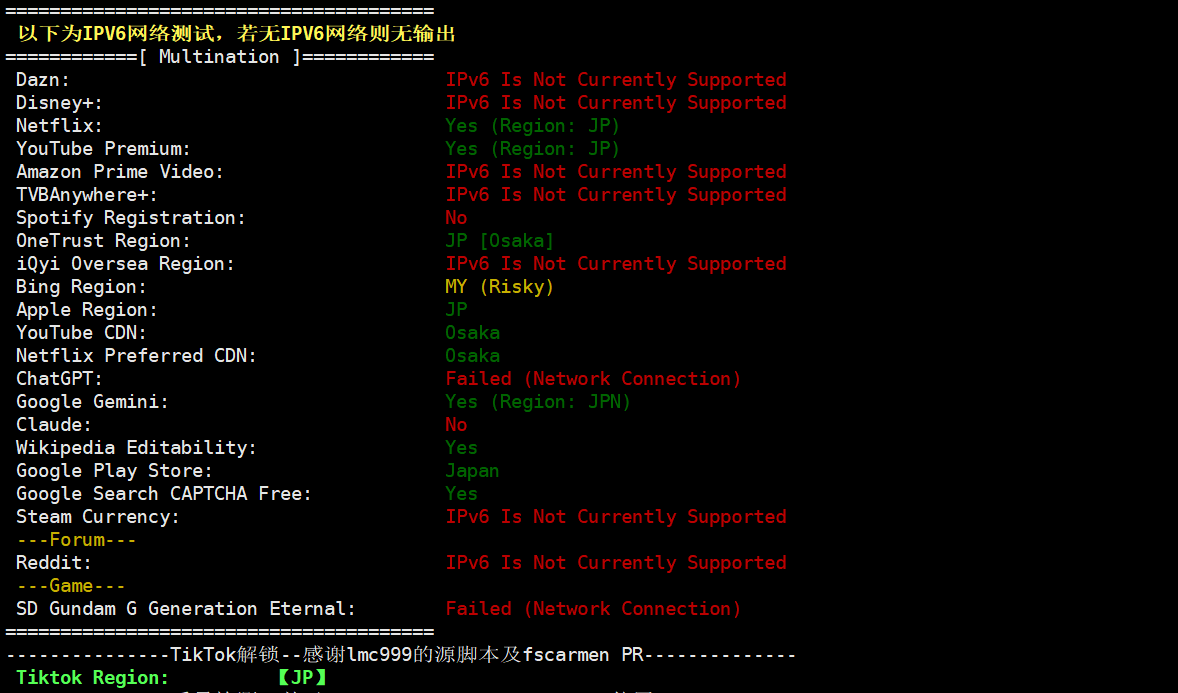 =======================================
以下为IPV6网络测试，若无IPV6网络则无输出
============[ Multination ]============
Dazn: IPv6 Is Not Currently Supported
Disney+: IPv6 Is Not Currently Supported
Netflix: Yes (Region: JP)
YouTube Premium: Yes (Region: JP)
Amazon Prime Video: IPv6 Is Not Currently Supported
TVBAnywhere+: IPv6 Is Not Currently Supported
Spotify Registration: No
OneTrust Region: JP [Osaka]
iQyi Oversea Region: IPv6 Is Not Currently Supported
Bing Region: MY (Risky)
Apple Region: JP
YouTube CDN: Osaka
Netflix Preferred CDN: Osaka
ChatGPT: Failed (Network Connection)
Google Gemini: Yes (Region: JPN)
Claude: No
Wikipedia Editability: Yes
Google Play Store: Japan
Google Search CAPTCHA Free: Yes
Steam Currency: IPv6 Is Not Currently Supported
---Forum---
Reddit: IPv6 Is Not Currently Supported
---Game---
SD Gundam G Generation Eternal: Failed (Network Connection)
=======================================
---------------TikTok解锁--感谢lmc999的源脚本及fscarmen PR--------------
Tiktok Region: 【JP】